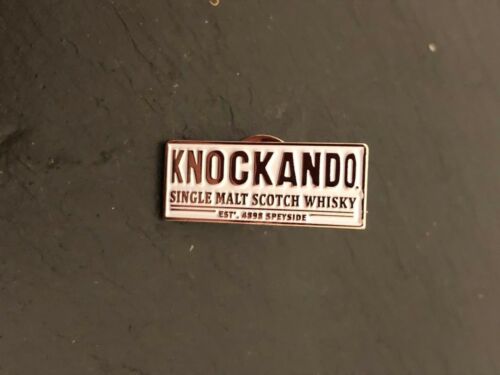 KNOCKANDO.
SINGLE MALT SCOTCH WHISKY
EST'. 1898 SPEYSIDE